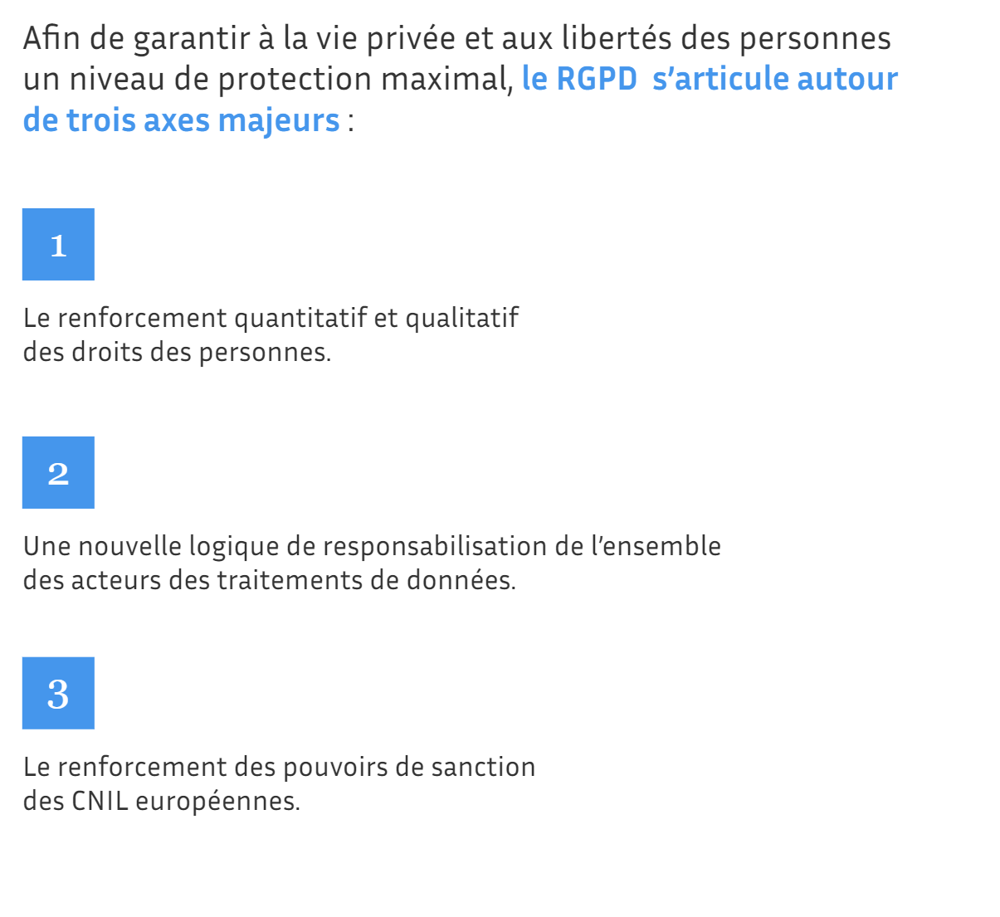 Afin de garantir à la vie privée et aux libertés des personnes
un niveau de protection maximal, le RGPD  s’articule autour
de trois axes majeurs :
1
Le renforcement quantitatif et qualitatif
des droits des personnes.
2
Une nouvelle logique de responsabilisation de l’ensemble
des acteurs des traitements de données.
3
Le renforcement des pouvoirs de sanction
des CNIL européennes.